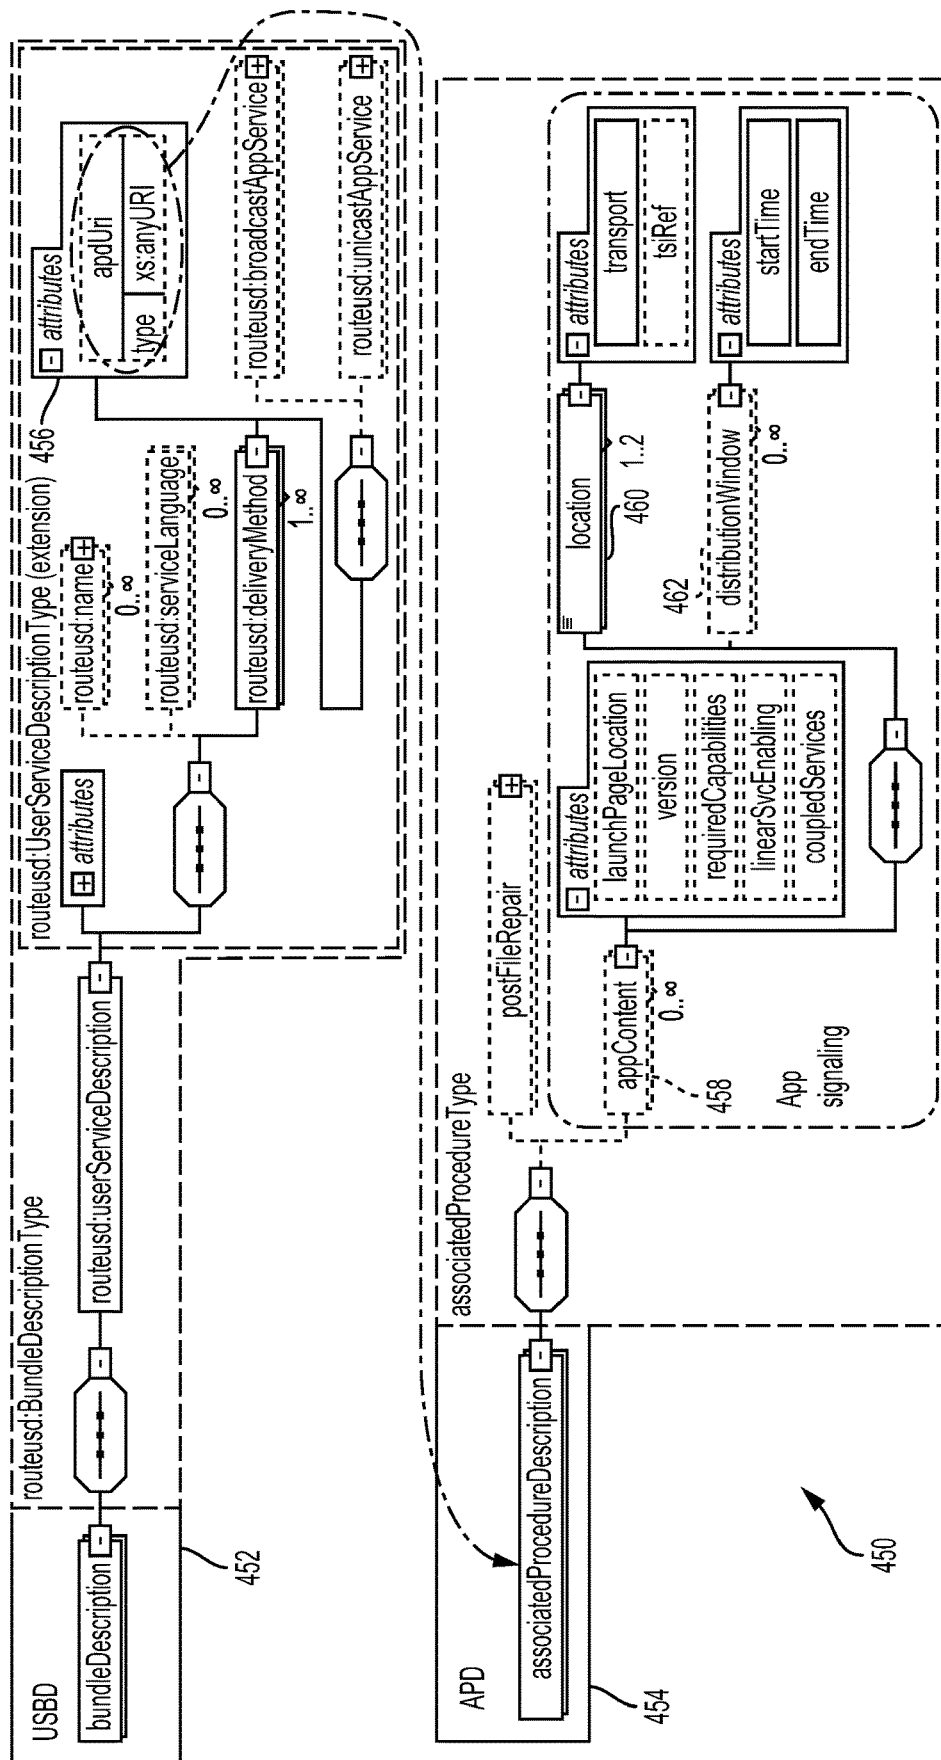 USBD
bundleDescription
452
routeusd:BundleDescriptionType
routeusd:userServiceDescription
routeusd:UserServiceDescriptionType (extension)
attributes
routeusd:name
0..∞
routeusd:serviceLanguage
0..∞
routeusd:deliveryMethod
1..∞
456
attributes
apdUri
type
xs:anyURI
routeusd:broadcastAppService
routeusd:unicastAppService
APD
associatedProcedureDescription
454
associatedProcedureType
postFileRepair
appContent
0..∞
458
App
signaling
attributes
launchPageLocation
version
requiredCapabilities
linearSvcEnabling
coupledServices
location
460
1..2
attributes
transport
tsiRef
462
distributionWindow
0..∞
attributes
startTime
endTime
450